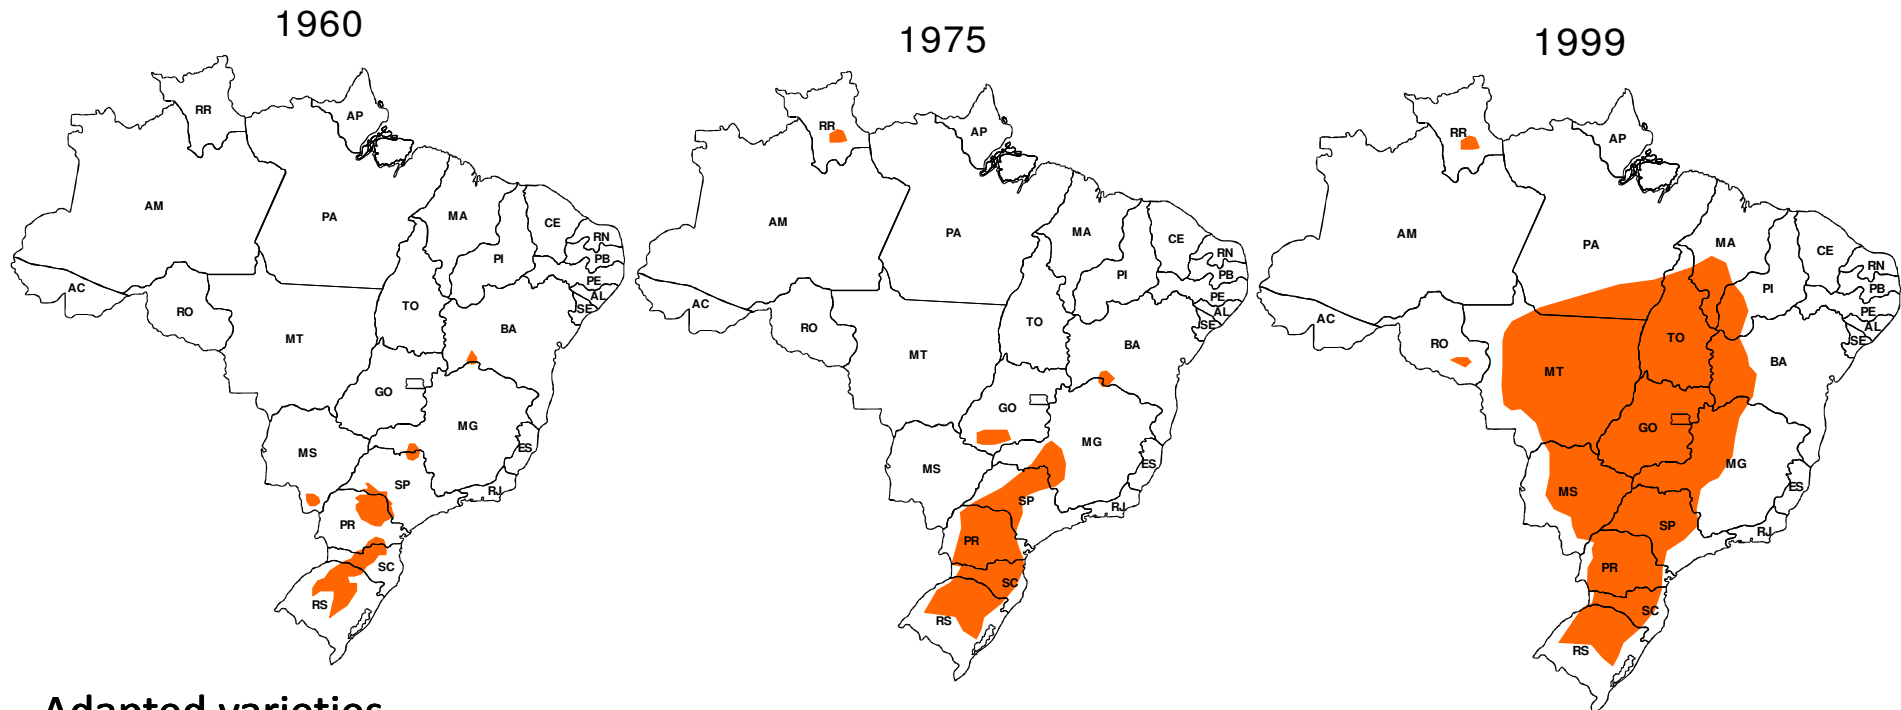 1960
RR
AP
AM
PA
MA
CE
RN
PB
PI
PE
AL
SE
AC
RO
TO
BA
MT
GO
MG
MS
ES
SP
RJ
PR
SC
RS
1975
RR
AP
AM
PA
MA
CE
RN
PB
PI
PE
AL
SE
AC
RO
TO
BA
MT
GO
MG
MS
ES
SP
RJ
PR
SC
RS
1999
RR
AP
AM
PA
MA
CE
RN
PB
PI
PE
AL
SE
AC
RO
TO
BA
MT
GO
MG
MS
ES
SP
RJ
PR
SC
RS
Adapted varieties